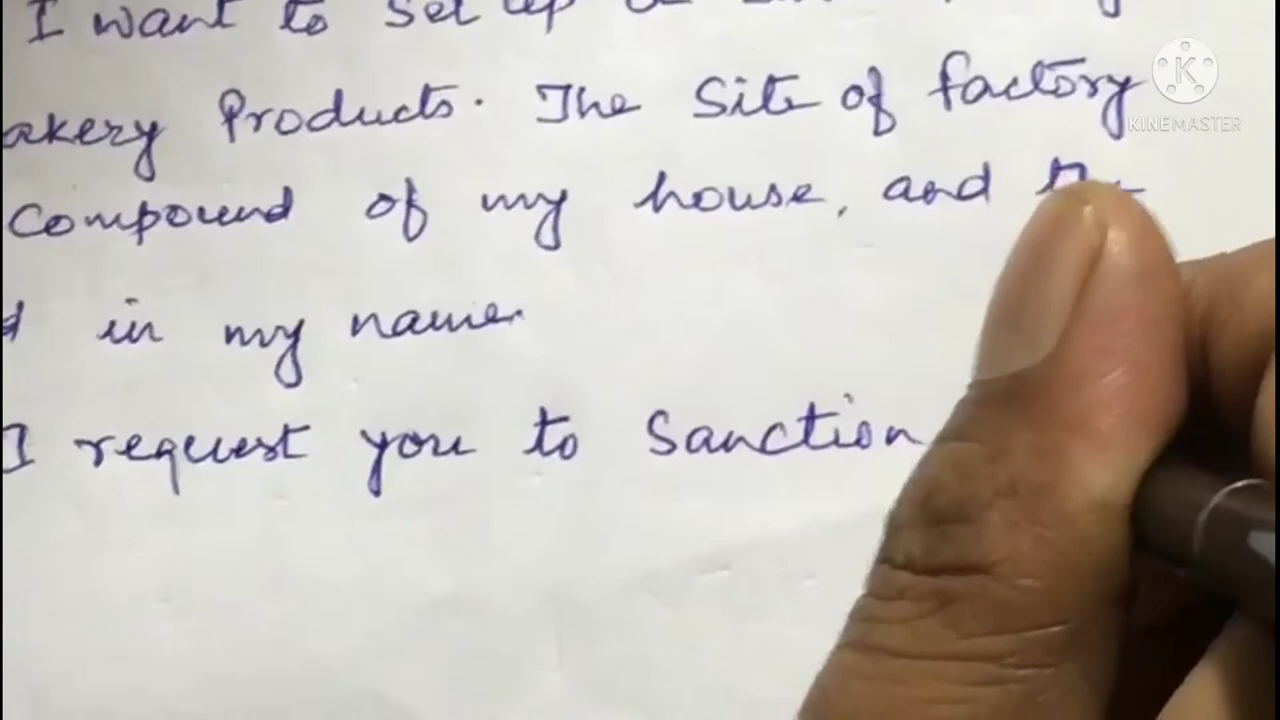 I want to set up a
akery Products. The Site of factory
Compound of my house, and
d in my name.
I request you to Sanction
K
KINEMASTER